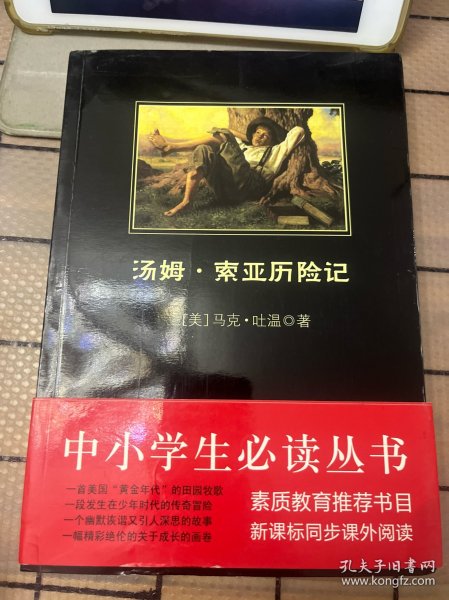 汤姆·索亚历险记
[美]马克·吐温◎著
中小学生必读丛书
一首美国“黄金年代”的田园牧歌
一段发生在少年时代的传奇冒险
一个幽默诙谐又引人深思的故事
一幅精彩绝伦的关于成长的画卷
素质教育推荐书目
新课标同步课外阅读
孔夫子旧书网
www.kongfz.com